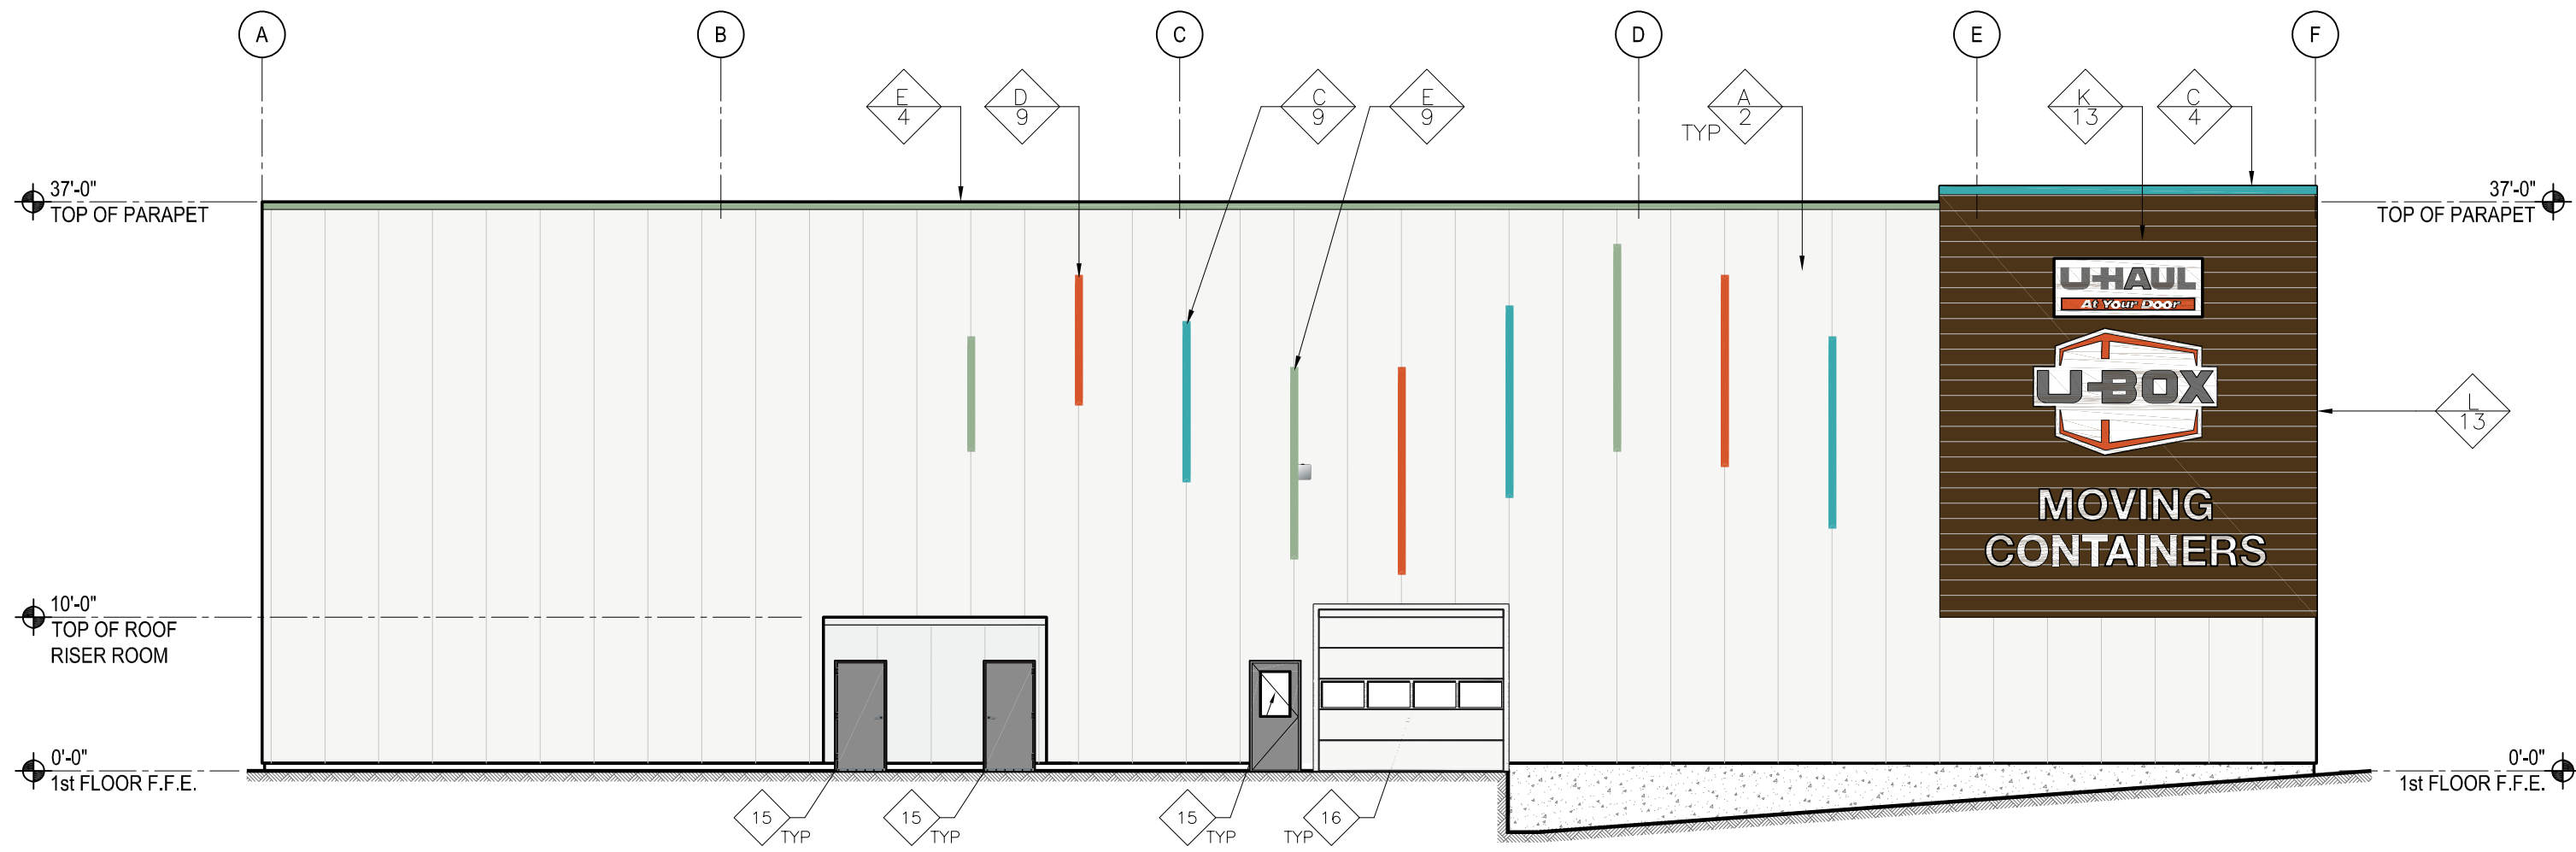 A B C D E F
E
4
D
9
C
9
E
9
A
2
TYP
K
13
C
4
37'-0"
TOP OF PARAPET
37'-0"
TOP OF PARAPET
U-HAUL
At Your Door
U-BOX
MOVING
CONTAINERS
L
13
10'-0"
TOP OF ROOF
RISER ROOM
0'-0"
1st FLOOR F.F.E.
0'-0"
1st FLOOR F.F.E.
15
TYP
15
TYP
15
TYP
16
TYP